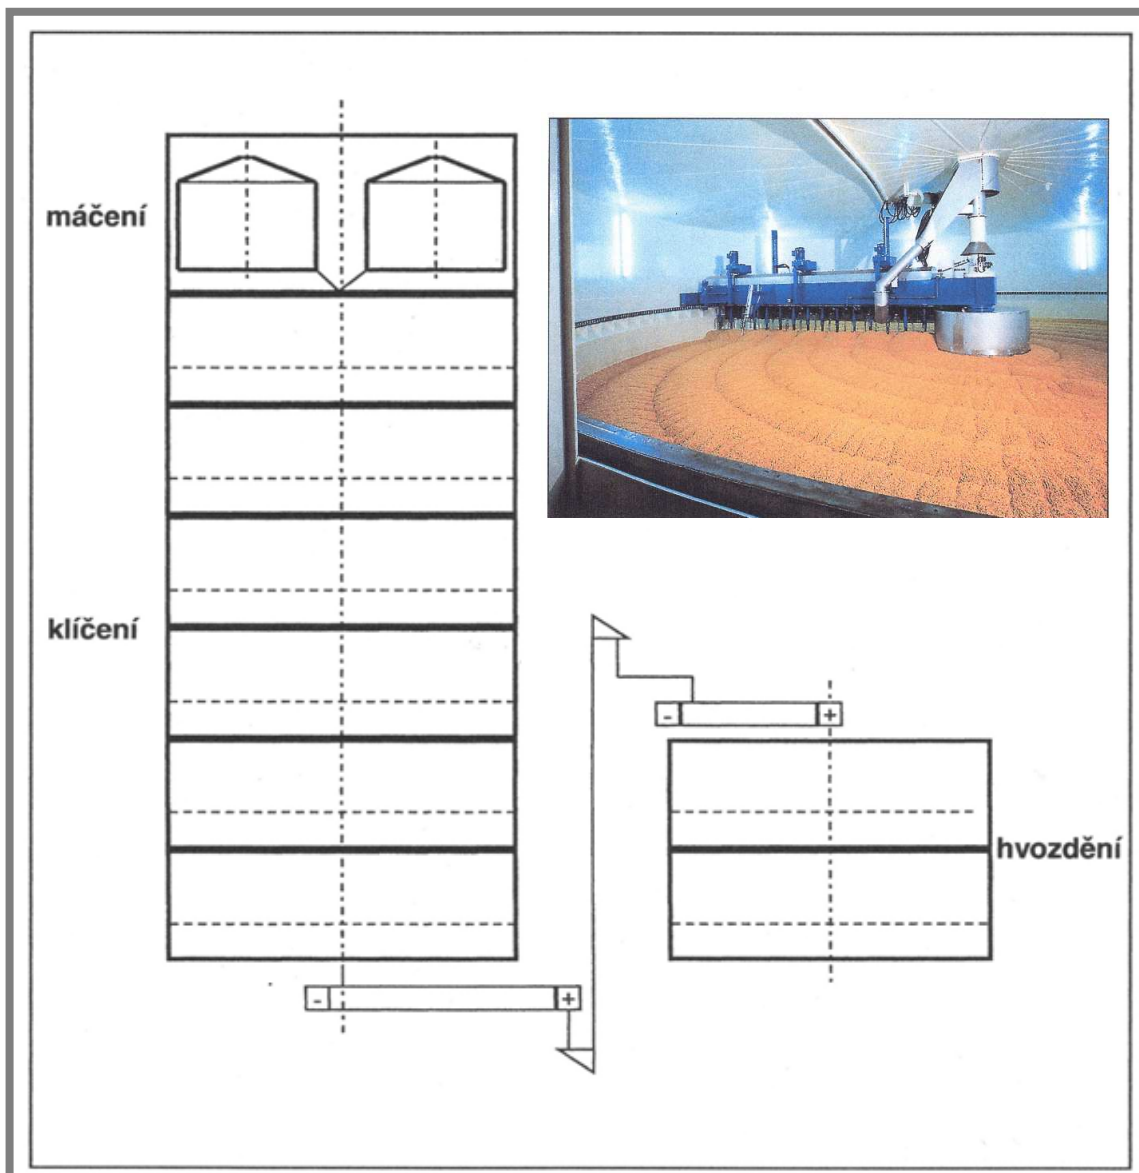 máčení
klíčení
- +
hvozdění
- +